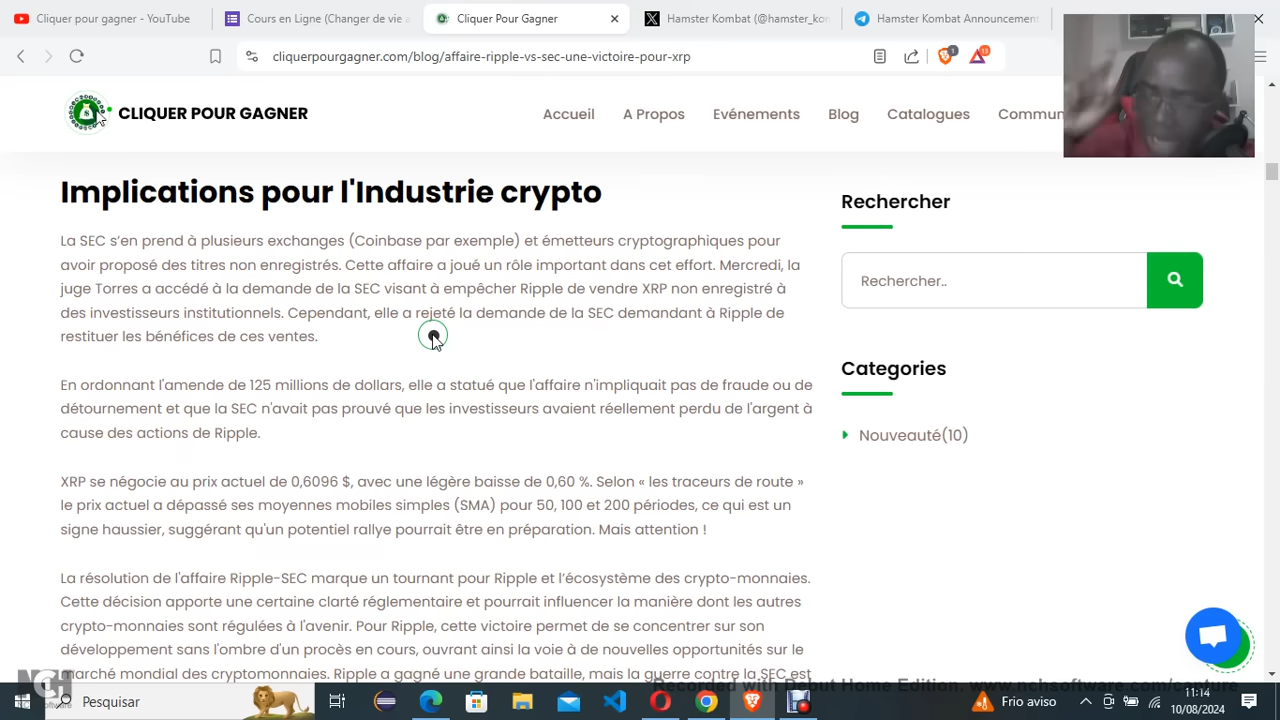 Cliquer pour gagner - YouTube
Cours en Ligne (Changer de vie a
Cliquer Pour Gagner
Hamster Kombat (@hamster_kor
Hamster Kombat Announcement
cliquerpourgagner.com/blog/affaire-ripple-vs-sec-une-victoire-pour-xrp
1
13
CLIQUER POUR GAGNER
Accueil
A Propos
Evénements
Blog
Catalogues
Commun
Implications pour l'Industrie crypto
La SEC s’en prend à plusieurs exchanges (Coinbase par exemple) et émetteurs cryptographiques pour
avoir proposé des titres non enregistrés. Cette affaire a joué un rôle important dans cet effort. Mercredi, la
juge Torres a accédé à la demande de la SEC visant à empêcher Ripple de vendre XRP non enregistré à
des investisseurs institutionnels. Cependant, elle a rejeté la demande de la SEC demandant à Ripple de
restituer les bénéfices de ces ventes.
En ordonnant l'amende de 125 millions de dollars, elle a statué que l'affaire n'impliquait pas de fraude ou de
détournement et que la SEC n'avait pas prouvé que les investisseurs avaient réellement perdu de l'argent à
cause des actions de Ripple.
XRP se négocie au prix actuel de 0,6096 $, avec une légère baisse de 0,60 %. Selon « les traceurs de route »
le prix actuel a dépassé ses moyennes mobiles simples (SMA) pour 50, 100 et 200 périodes, ce qui est un
signe haussier, suggérant qu'un potentiel rallye pourrait être en préparation. Mais attention !
La résolution de l'affaire Ripple-SEC marque un tournant pour Ripple et l’écosystème des crypto-monnaies.
Cette décision apporte une certaine clarté réglementaire et pourrait influencer la manière dont les autres
crypto-monnaies sont régulées à l'avenir. Pour Ripple, cette victoire permet de se concentrer sur son
développement sans l'ombre d'un procès en cours, ouvrant ainsi la voie à de nouvelles opportunités sur le
marché mondial des cryptomonnaies. Ripple a gagné une grande bataille, mais la guerre contre la SEC est
Rechercher
Rechercher..
Categories
Nouveauté(10)
NCH
Software
Recorded with Debut Home Edition. www.nchsoftware.com/capture
Pesquisar
Frio aviso
11:14
10/08/2024